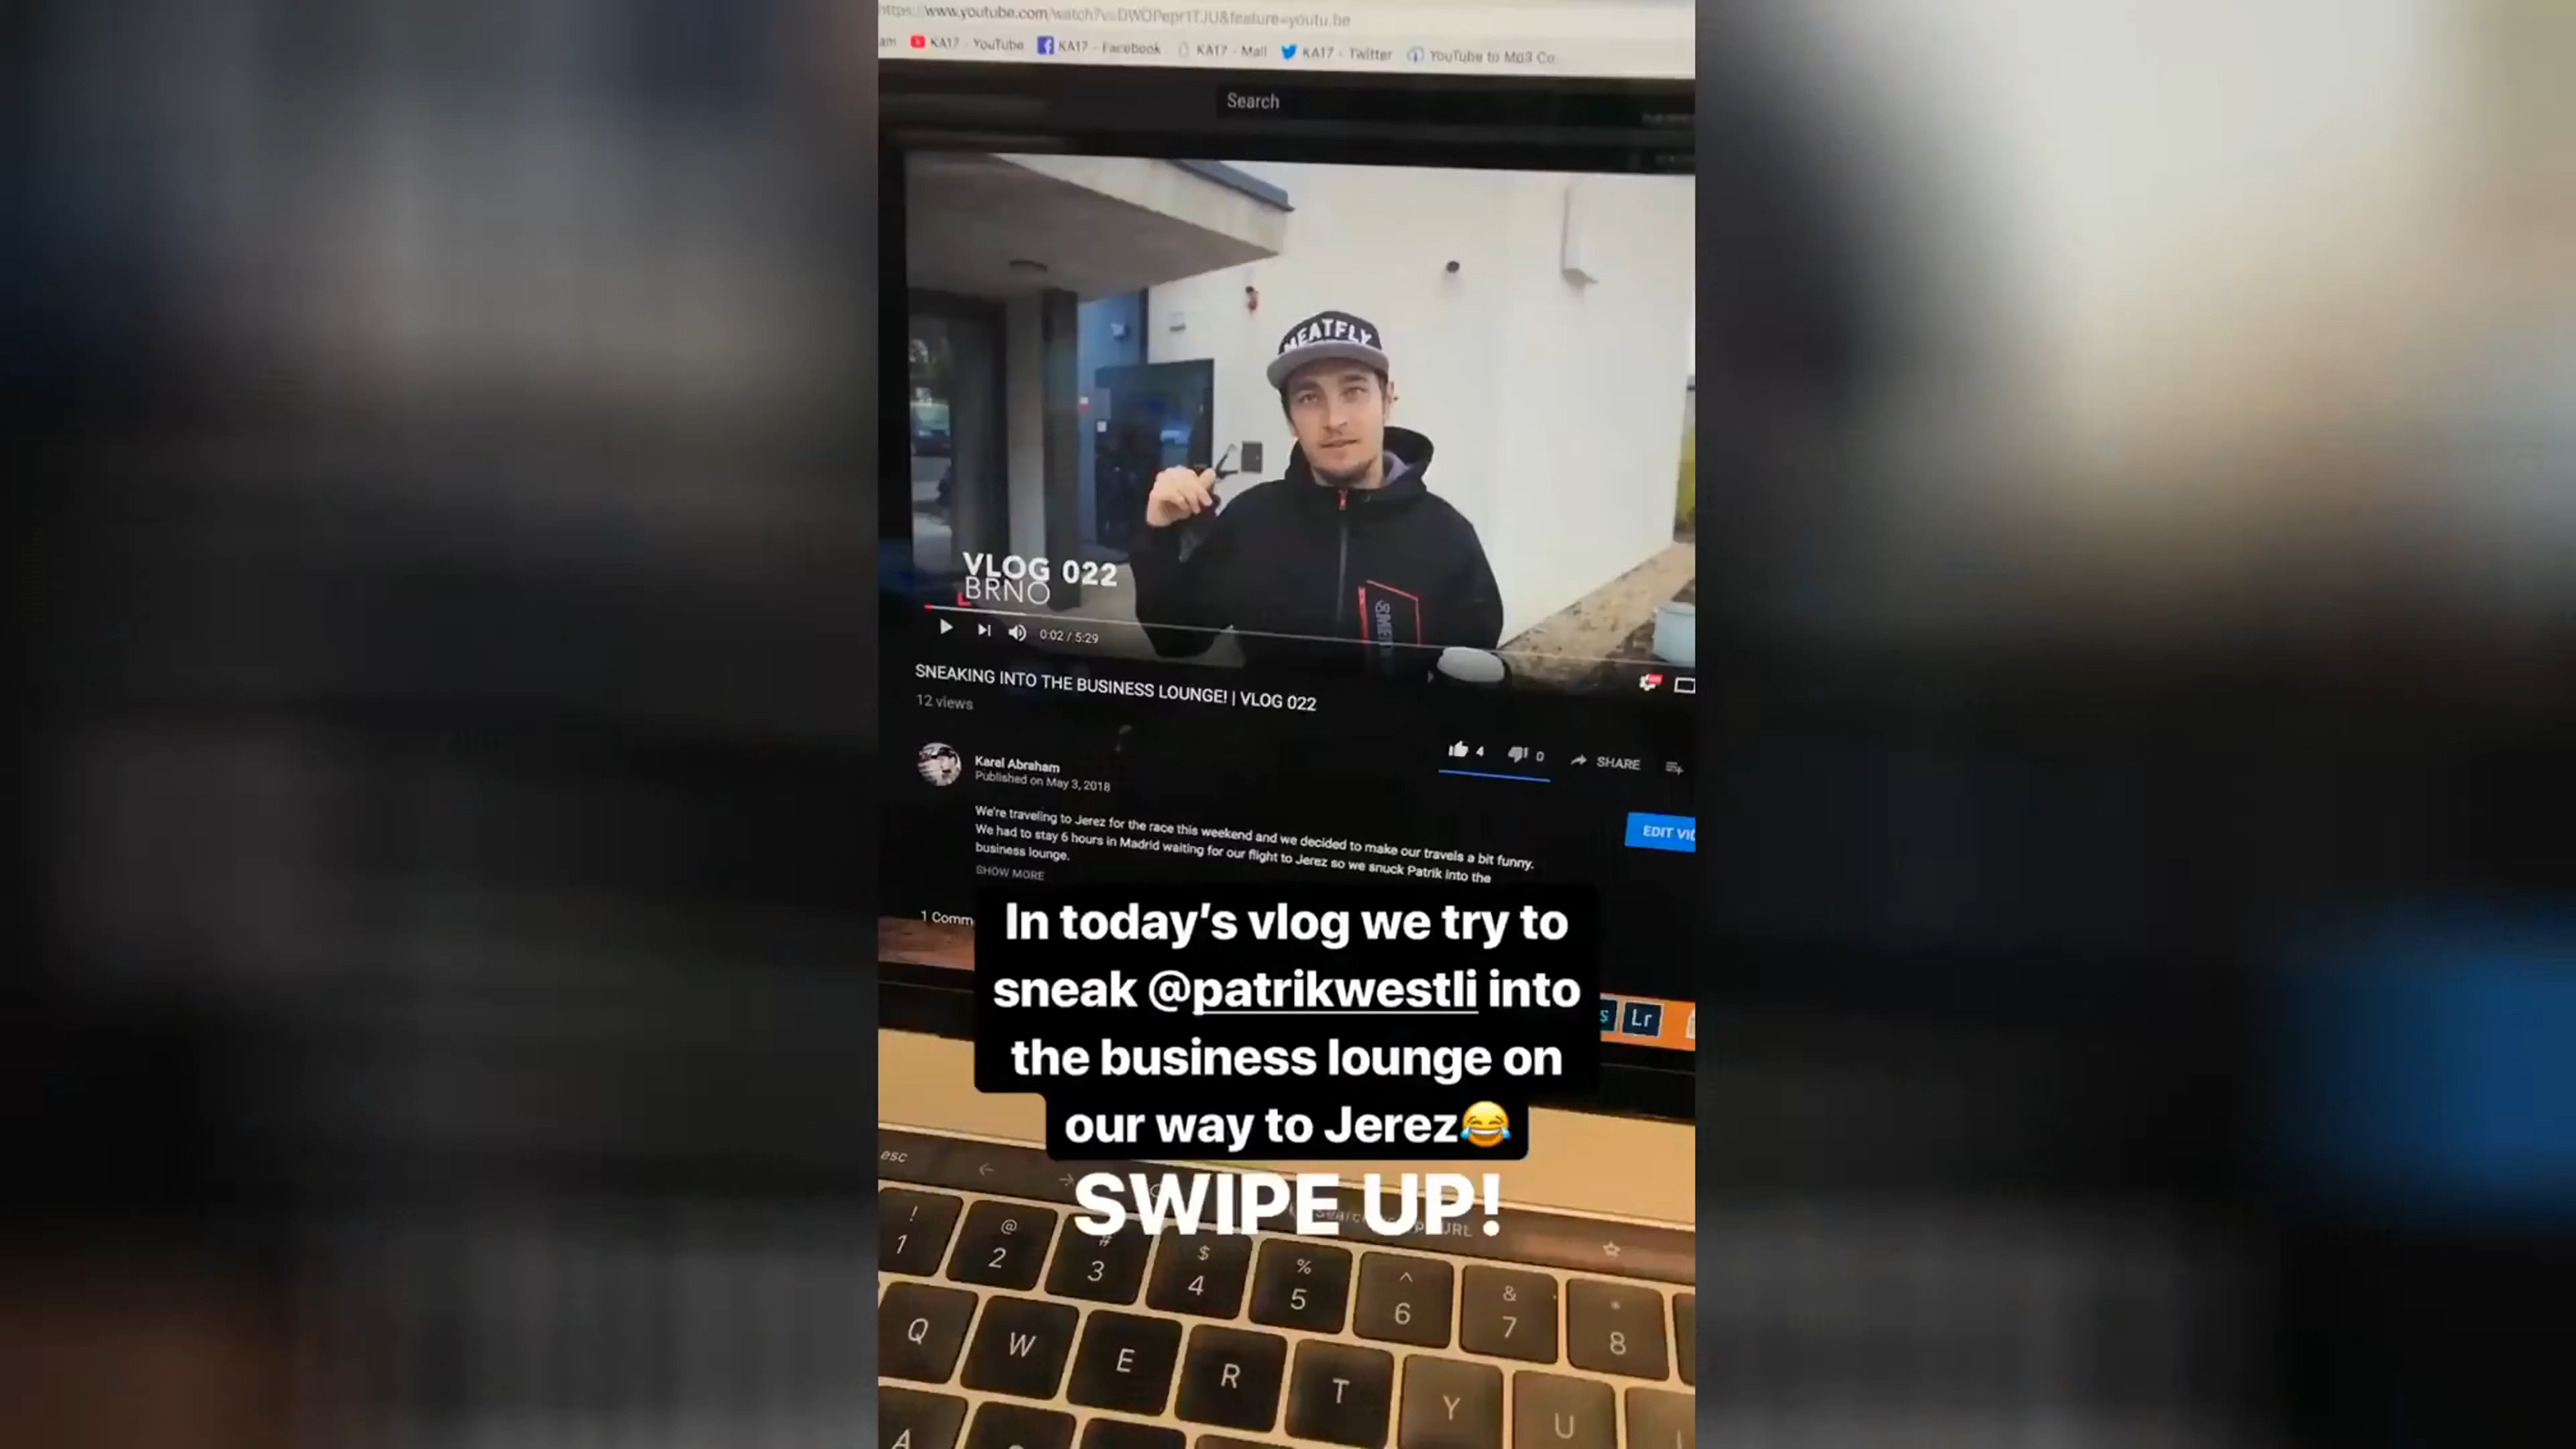 https://www.youtube.com/watch?v=DWOPepr1TJU&feature=youtu.be
am KA17 - YouTube KA17 - Facebook KA17 - Mail KA17 - Twitter YouTube to Mp3 Co
Search
MEATFLY
VLOG 022
BRNO
0:02 / 5:29
SNEAKING INTO THE BUSINESS LOUNGE! | VLOG 022
12 views
4 0 SHARE
Karel Abraham
Published on May 3, 2018
EDIT VID
We're traveling to Jerez for the race this weekend and we decided to make our travels a bit funny.
We had to stay 6 hours in Madrid waiting for our flight to Jerez so we snuck Patrik into the
business lounge.
SHOW MORE
1 Comm
In today's vlog we try to
sneak @patrikwestli into
the business lounge on
our way to Jerez😂
Lr
SWIPE UP!
esc
! @ # $ % ^ & *
1 2 3 4 5 6 7 8
Q W E R T Y U
A